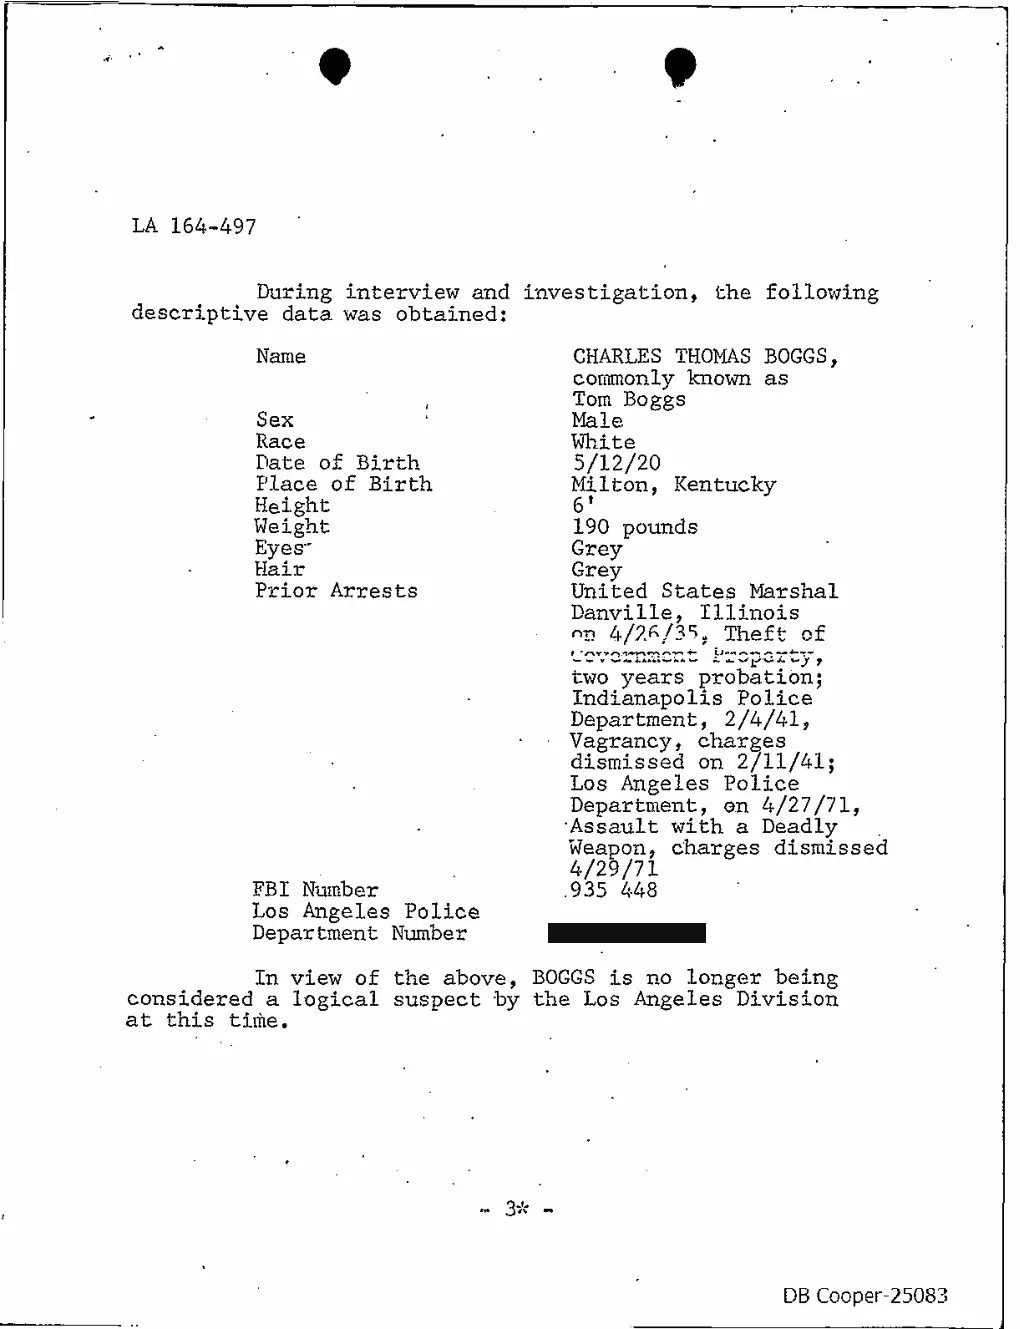 LA 164-497
During interview and investigation, the following
descriptive data was obtained:
Name CHARLES THOMAS BOGGS,
commonly known as
Tom Boggs
Sex Male
Race White
Date of Birth 5/12/20
Place of Birth Milton, Kentucky
Height 6'
Weight 190 pounds
Eyes Grey
Hair Grey
Prior Arrests United States Marshal
Danville, Illinois
on 4/26/35, Theft of
Government Property,
two years probation;
Indianapolis Police
Department, 2/4/41,
Vagrancy, charges
dismissed on 2/11/41;
Los Angeles Police
Department, on 4/27/71,
Assault with a Deadly
Weapon, charges dismissed
4/29/71
FBI Number 935 448
Los Angeles Police
Department Number
In view of the above, BOGGS is no longer being
considered a logical suspect by the Los Angeles Division
at this time.
- 3* -
DB Cooper-25083